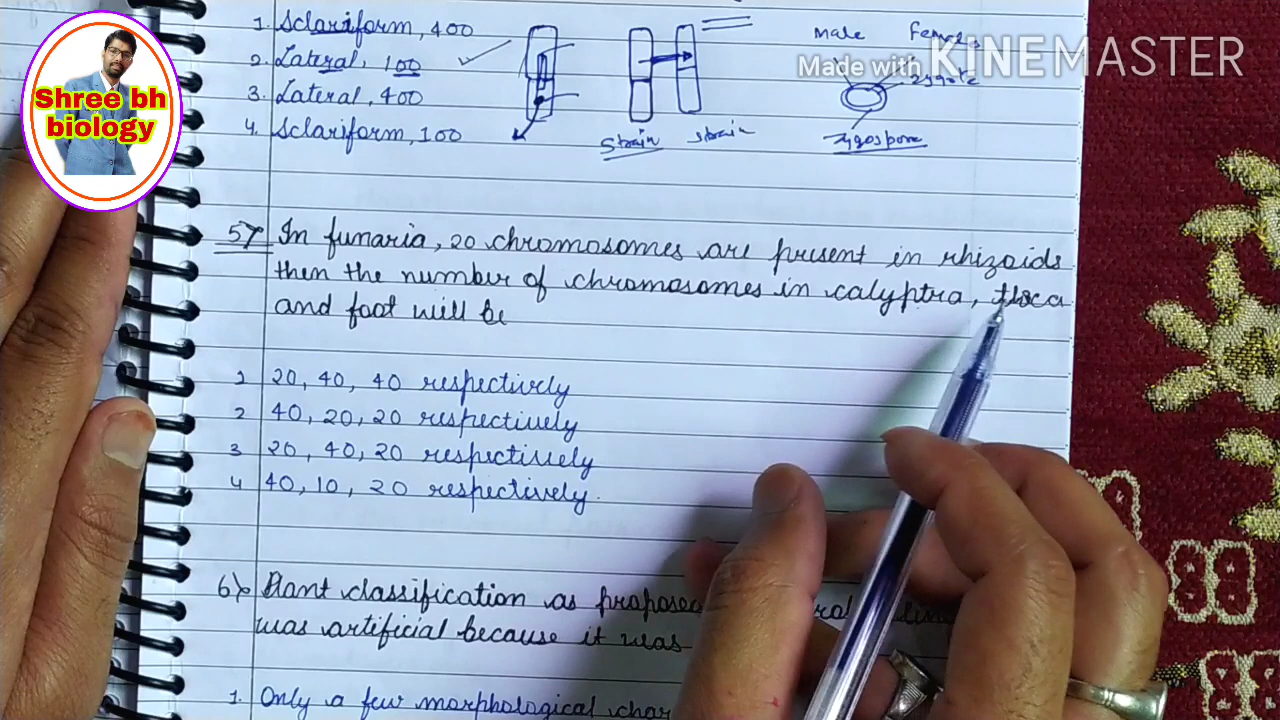 1. Sclariform, 400
2. Lateral, 100
3. Lateral, 400
4. Sclariform, 100
strain strain
male
zygote
zygospore
Made with KINEMASTER
Shree bh
biology
5) In funaria, 20 chromosomes are present in rhizoids
then the number of chromosomes in calyptra,
and foot will be
1 20, 40, 40 respectively
2 40, 20, 20 respectively
3 20, 40, 20 respectively
4 40, 10, 20 respectively.
6) Plant classification as
was artificial because it was
1. Only a few morphological